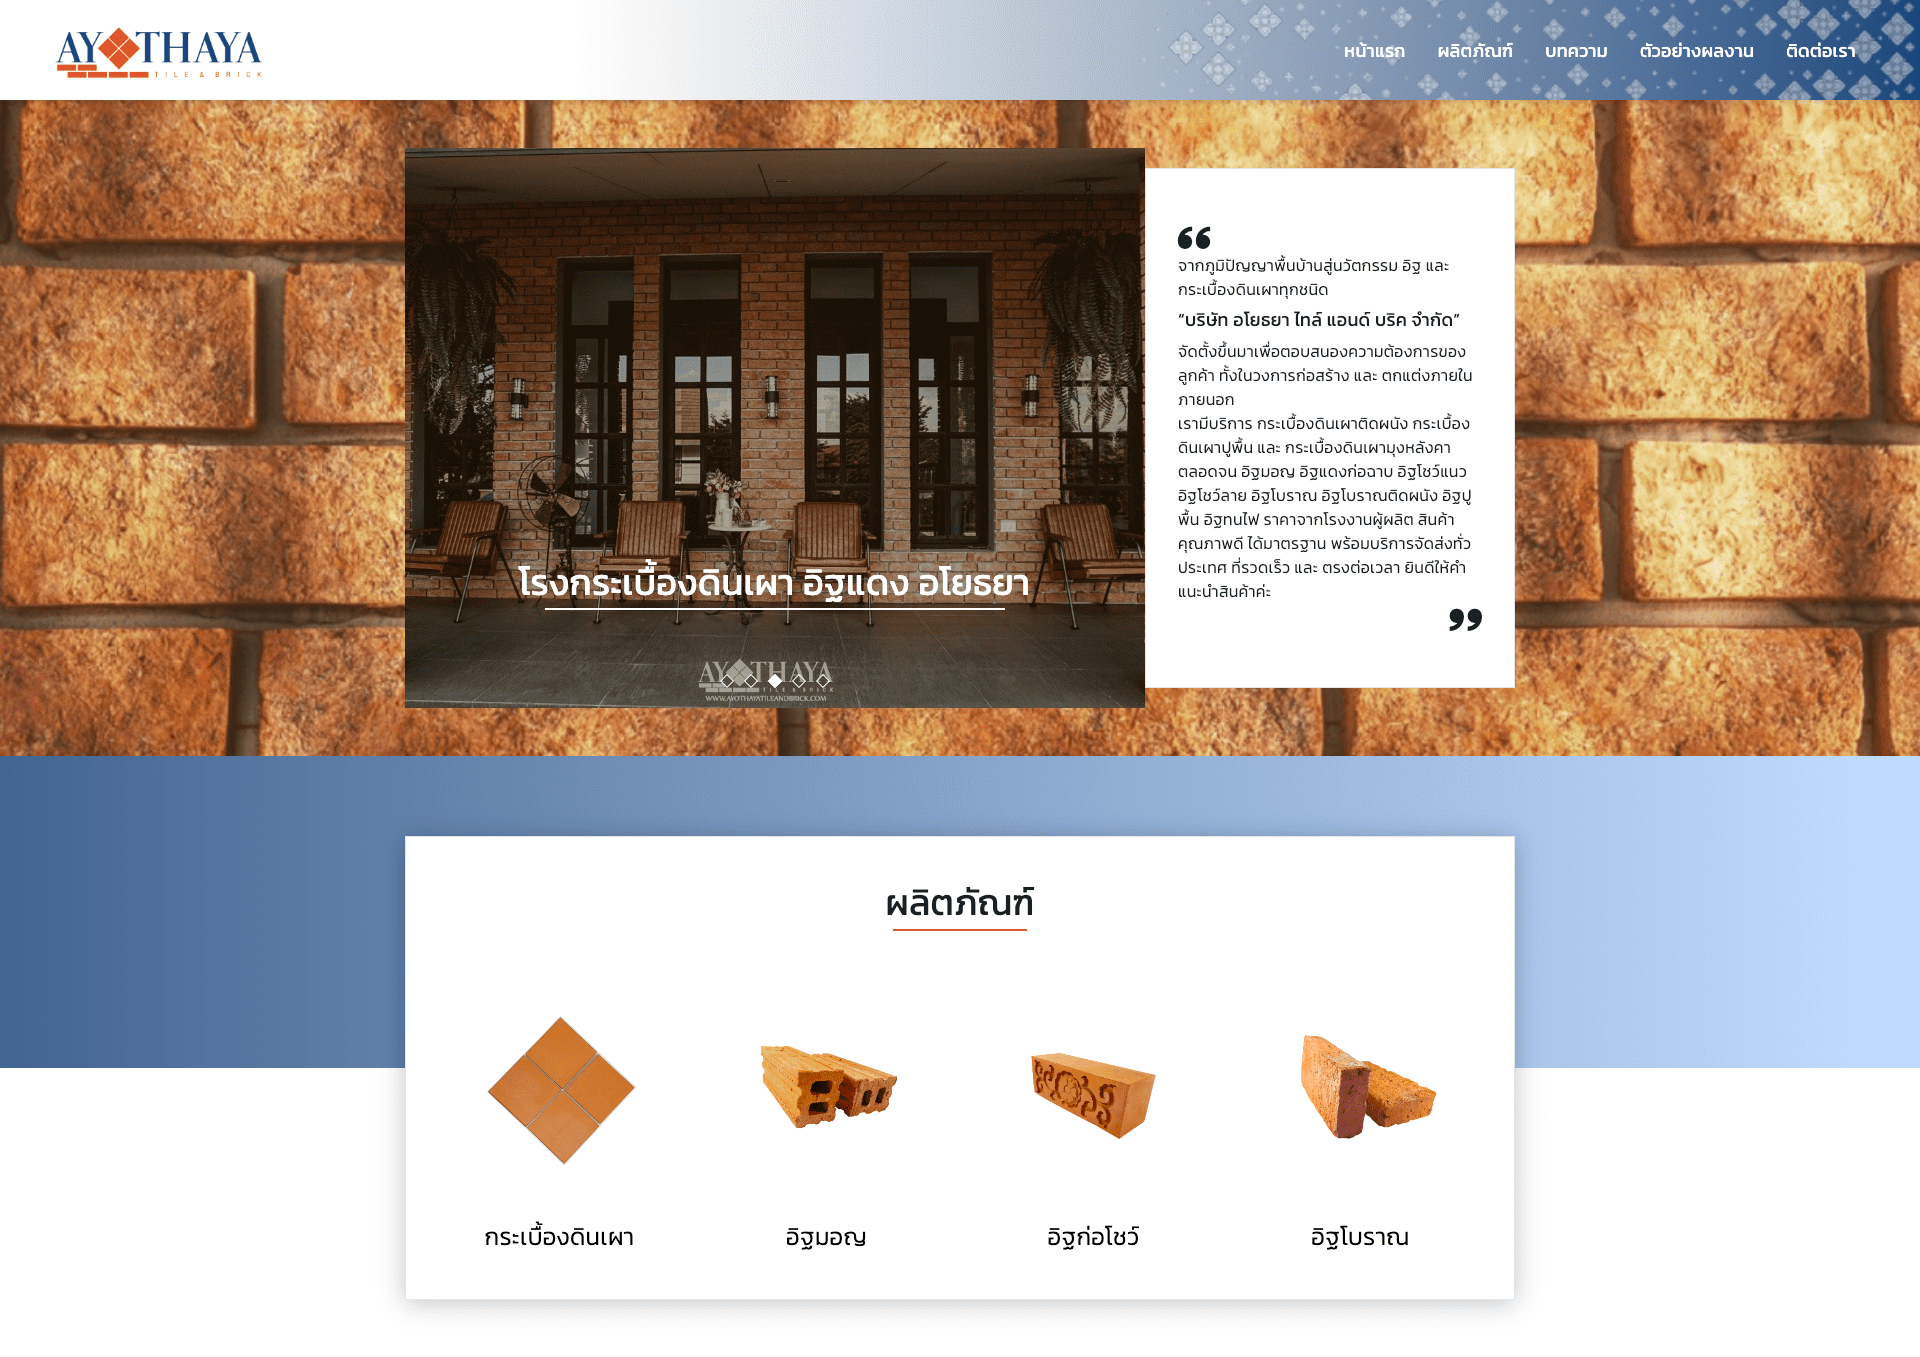 AYOTHAYA
TILE & BRICK
หน้าแรก ผลิตภัณฑ์ บทความ ตัวอย่างผลงาน ติดต่อเรา
“
จากภูมิปัญญาพื้นบ้านสู่นวัตกรรม อิฐ และ
กระเบื้องดินเผาทุกชนิด
“บริษัท อโยธยา ไทล์ แอนด์ บริค จำกัด”
จัดตั้งขึ้นมาเพื่อตอบสนองความต้องการของ
ลูกค้า ทั้งในวงการก่อสร้าง และ ตกแต่งภายใน
ภายนอก
เรามีบริการ กระเบื้องดินเผาติดผนัง กระเบื้อง
ดินเผาปูพื้น และ กระเบื้องดินเผามุงหลังคา
ตลอดจน อิฐมอญ อิฐแดงก่อฉาบ อิฐโชว์แนว
อิฐโชว์ลาย อิฐโบราณ อิฐโบราณติดผนัง อิฐปู
พื้น อิฐทนไฟ ราคาจากโรงงานผู้ผลิต สินค้า
คุณภาพดี ได้มาตรฐาน พร้อมบริการจัดส่งทั่ว
ประเทศ ที่รวดเร็ว และ ตรงต่อเวลา ยินดีให้คำ
แนะนำสินค้าค่ะ
”
โรงกระเบื้องดินเผา อิฐแดง อโยธยา
AYOTHAYA
TILE & BRICK
WWW.AYOTHAYATILEANDBRICK.COM
ผลิตภัณฑ์
กระเบื้องดินเผา
อิฐมอญ
อิฐก่อโชว์
อิฐโบราณ